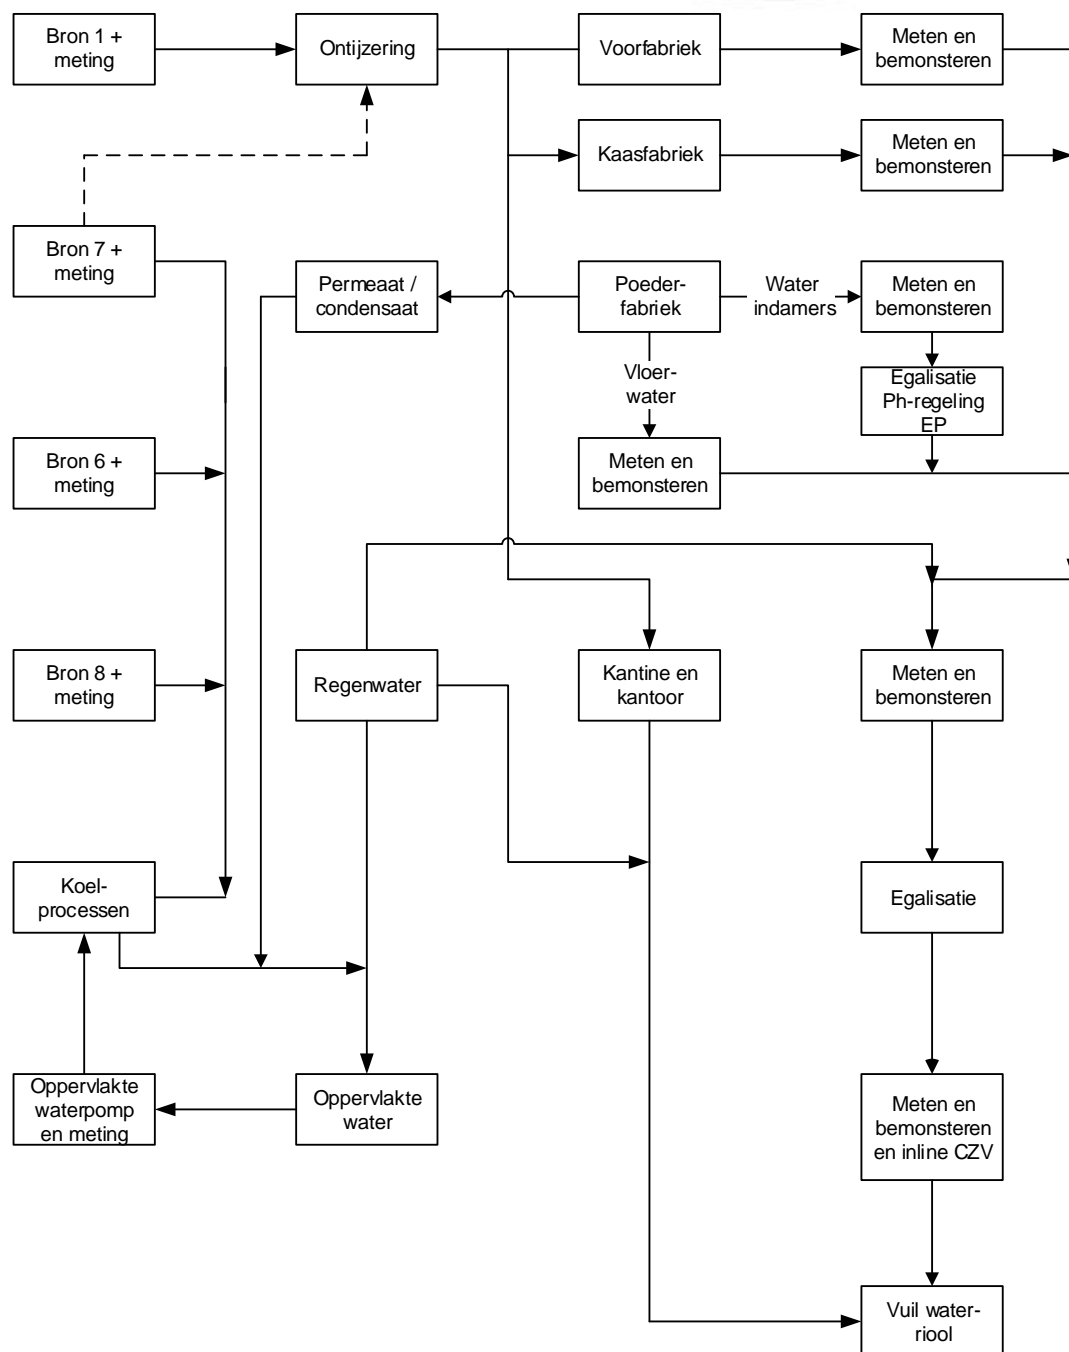 Bron 1 +
meting
Ontijzering
Voorfabriek
Meten en
bemonsteren
Kaasfabriek
Meten en
bemonsteren
Bron 7 +
meting
Permeaat /
condensaat
Poeder-
fabriek
Water
indamers
Meten en
bemonsteren
Vloer-
water
Egalisatie
Ph-regeling
EP
Bron 6 +
meting
Meten en
bemonsteren
Bron 8 +
meting
Regenwater
Kantine en
kantoor
Meten en
bemonsteren
Koel-
processen
Egalisatie
Oppervlakte
waterpomp
en meting
Oppervlakte
water
Meten en
bemonsteren
en inline CZV
Vuil water-
riool